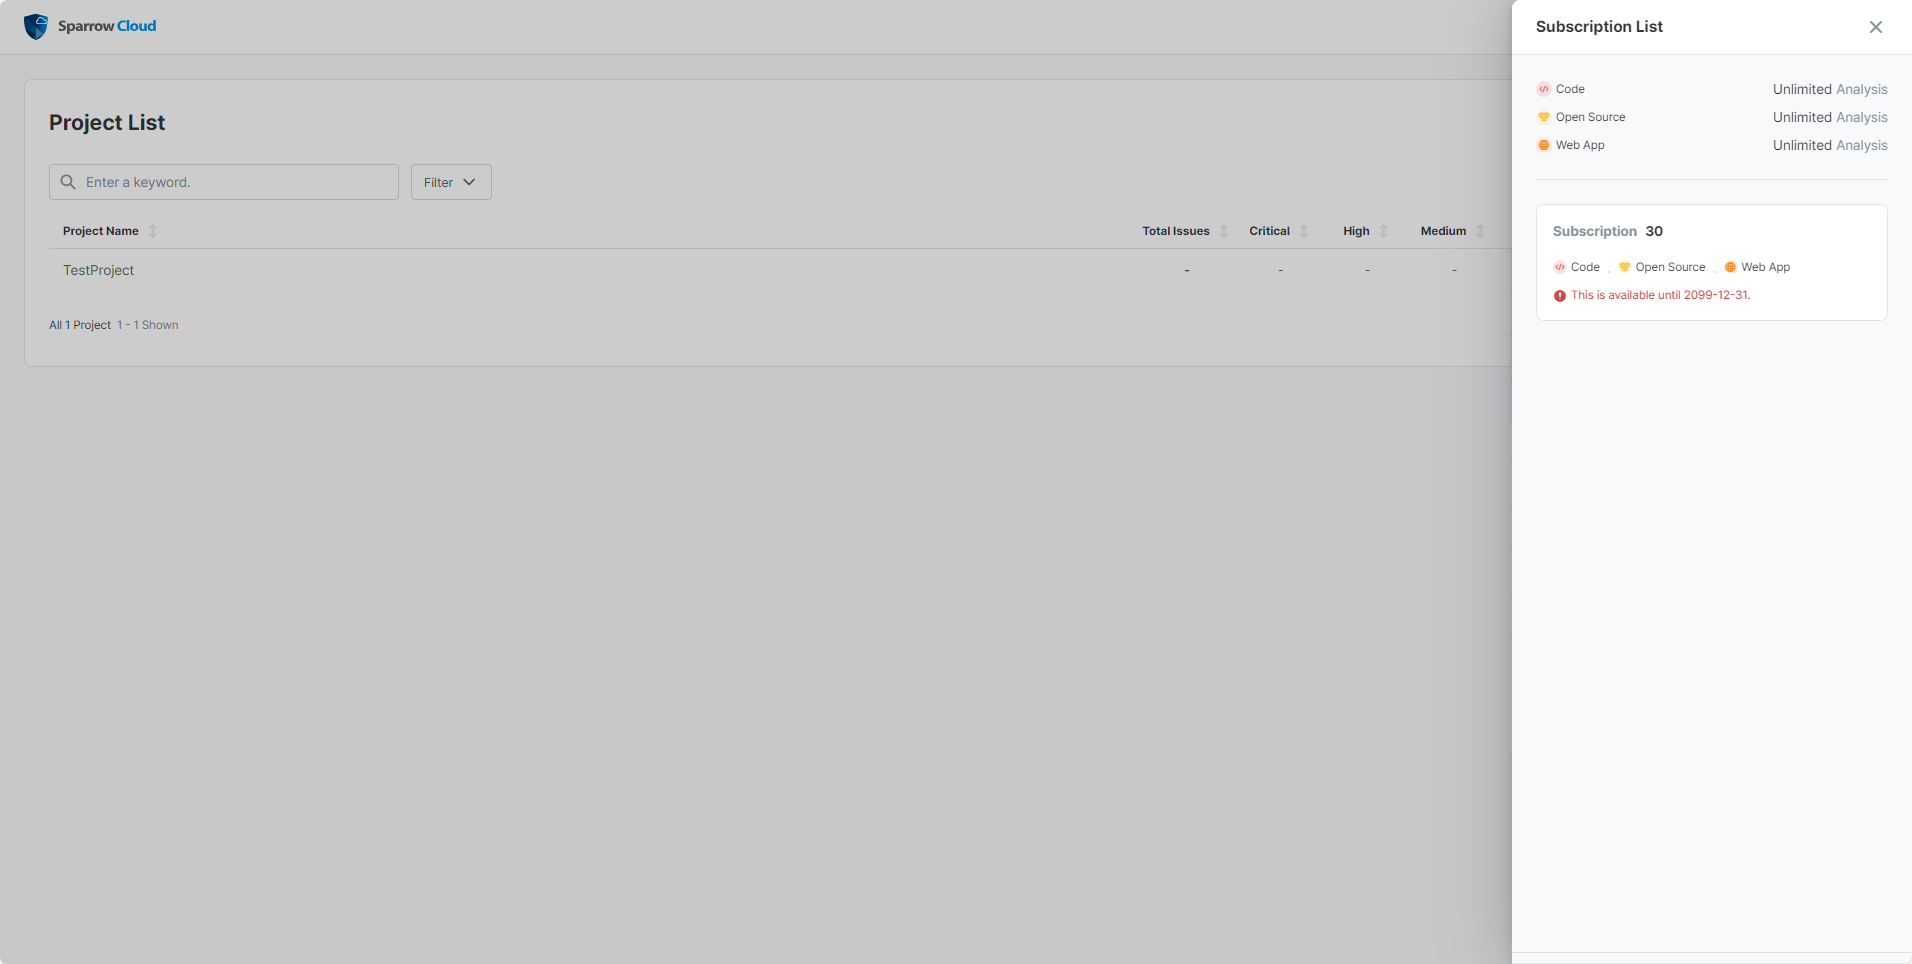 Sparrow Cloud
Project List
Enter a keyword.
Filter
Project Name Total Issues Critical High Medium
TestProject - - - -
All 1 Project 1 - 1 Shown
Subscription List
Code Unlimited Analysis
Open Source Unlimited Analysis
Web App Unlimited Analysis
Subscription 30
Code . Open Source . Web App
This is available until 2099-12-31.